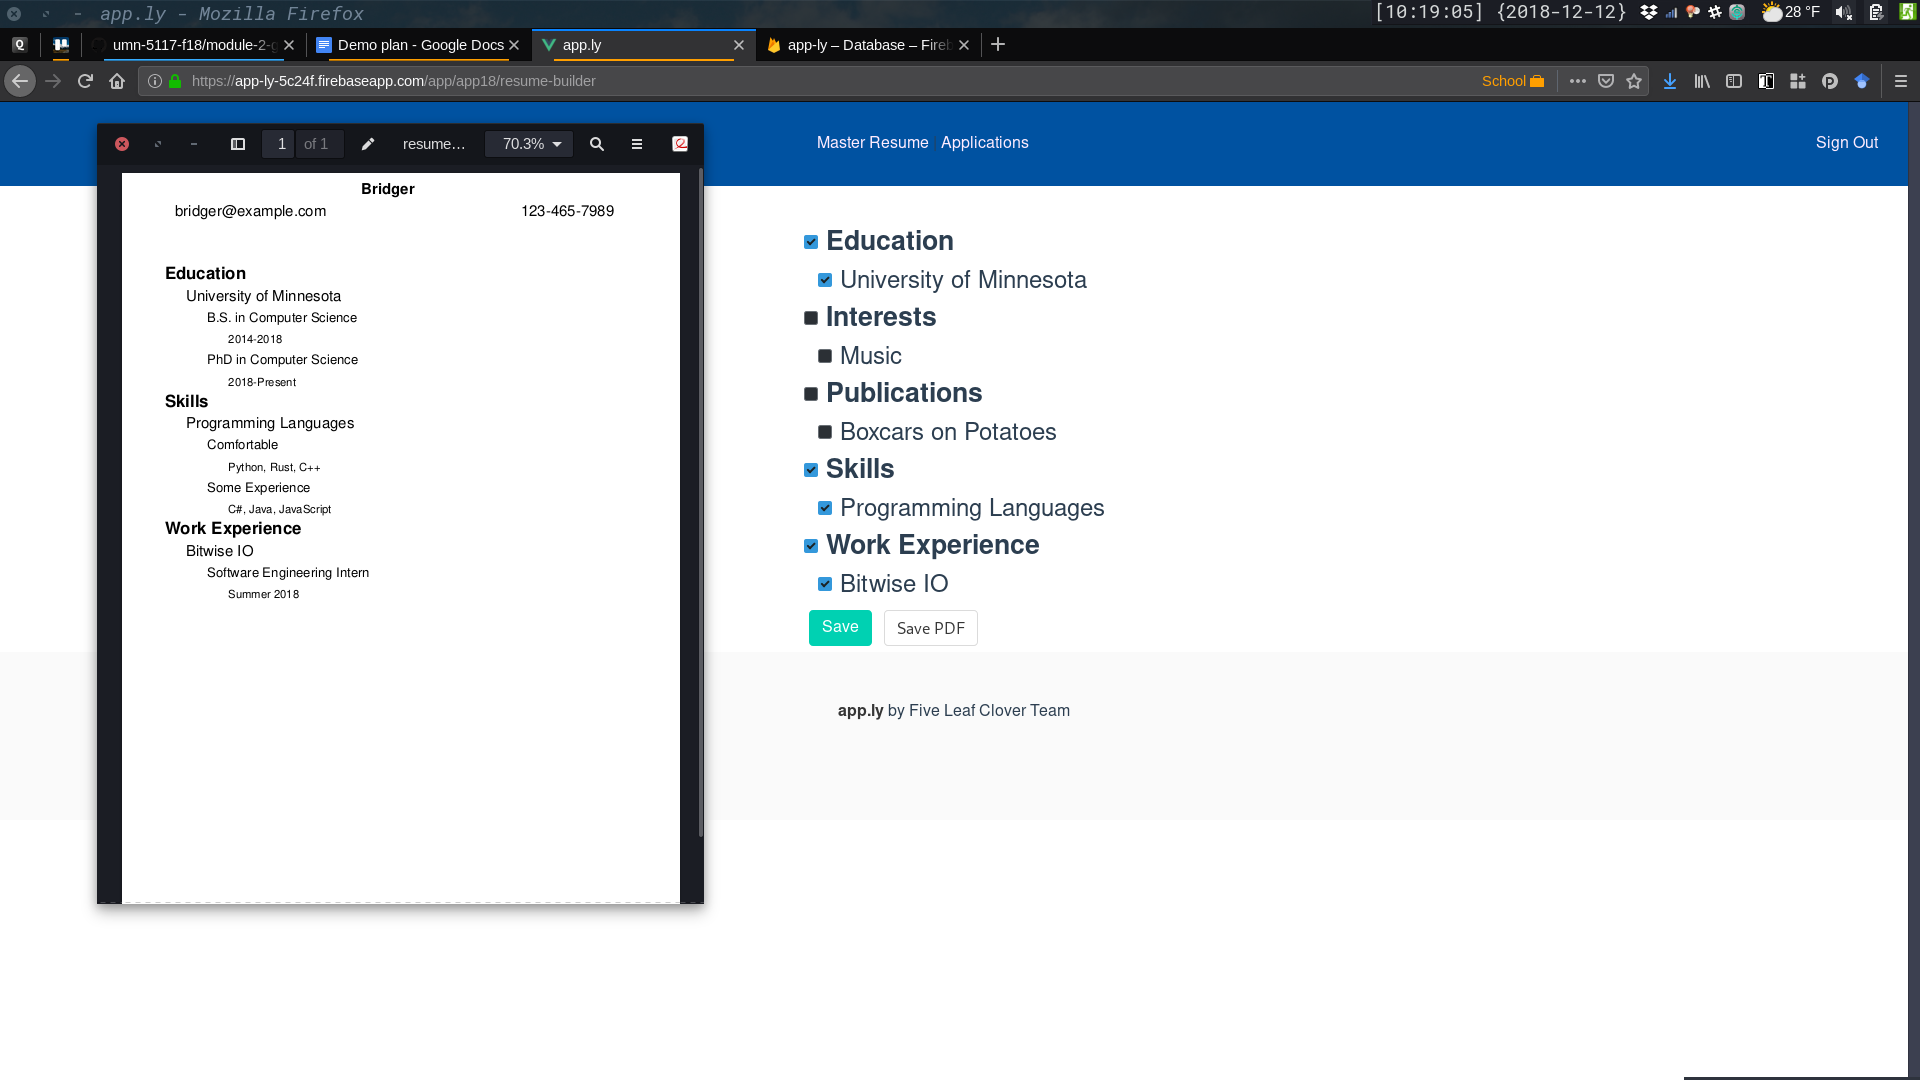 app.ly - Mozilla Firefox
[10:19:05] {2018-12-12} 28 °F
umn-5117-f18/module-2-g
Demo plan - Google Docs
app.ly
app-ly – Database – Fireb
https://app-ly-5c24f.firebaseapp.com/app/app18/resume-builder
School
1 of 1
resume...
70.3%
Master Resume
Applications
Sign Out
Bridger
bridger@example.com 123-465-7989
Education
University of Minnesota
B.S. in Computer Science
2014-2018
PhD in Computer Science
2018-Present
Skills
Programming Languages
Comfortable
Python, Rust, C++
Some Experience
C#, Java, JavaScript
Work Experience
Bitwise IO
Software Engineering Intern
Summer 2018
Education
University of Minnesota
Interests
Music
Publications
Boxcars on Potatoes
Skills
Programming Languages
Work Experience
Bitwise IO
Save
Save PDF
app.ly by Five Leaf Clover Team